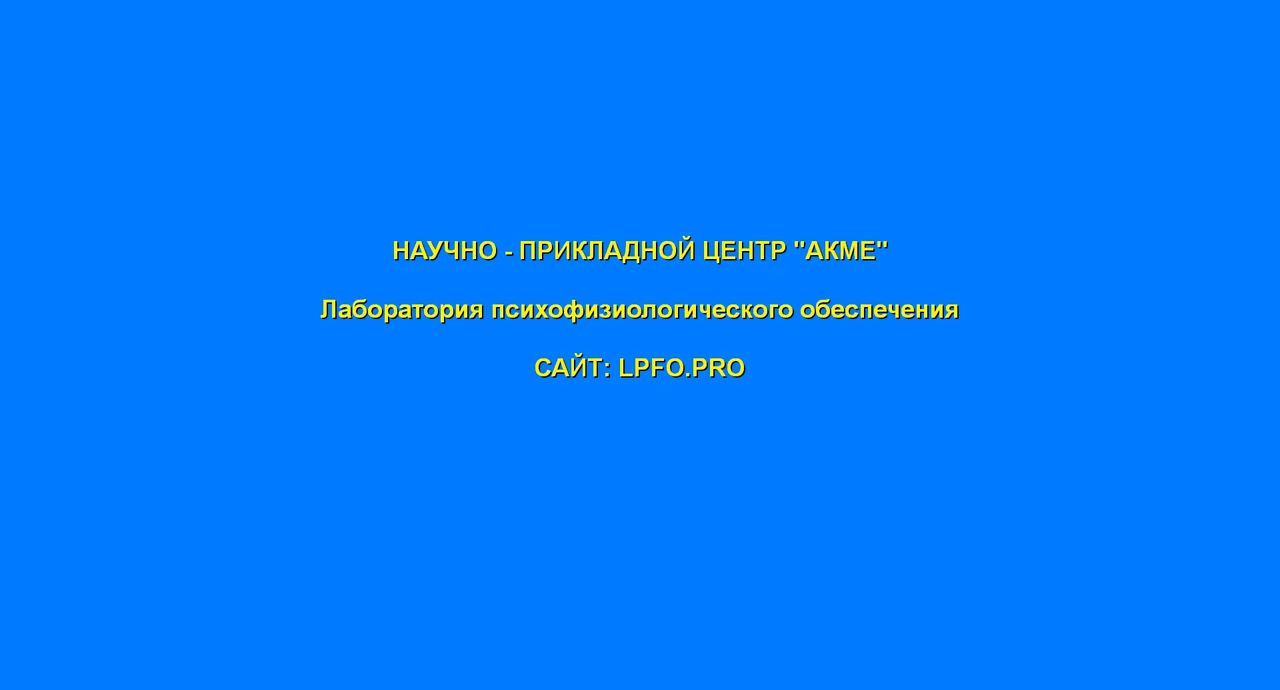 НАУЧНО - ПРИКЛАДНОЙ ЦЕНТР "АКМЕ"
Лаборатория психофизиологического обеспечения
САЙТ: LPFO.PRO